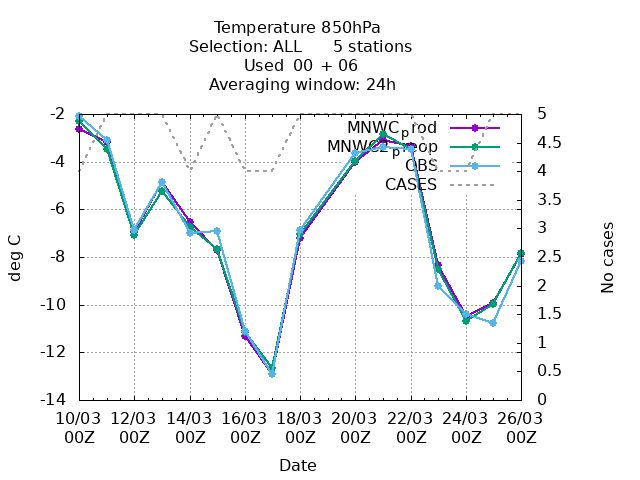 Temperature 850hPa
Selection: ALL 5 stations
Used 00 + 06
Averaging window: 24h
-2
-4
-6
-8
-10
-12
-14
deg C
5
4.5
4
3.5
3
2.5
2
1.5
1
0.5
0
No cases
MNWCprod
OBS
CASES
10/03 12/03 14/03 16/03 18/03 20/03 22/03 24/03 26/03
00Z 00Z 00Z 00Z 00Z 00Z 00Z 00Z 00Z
Date